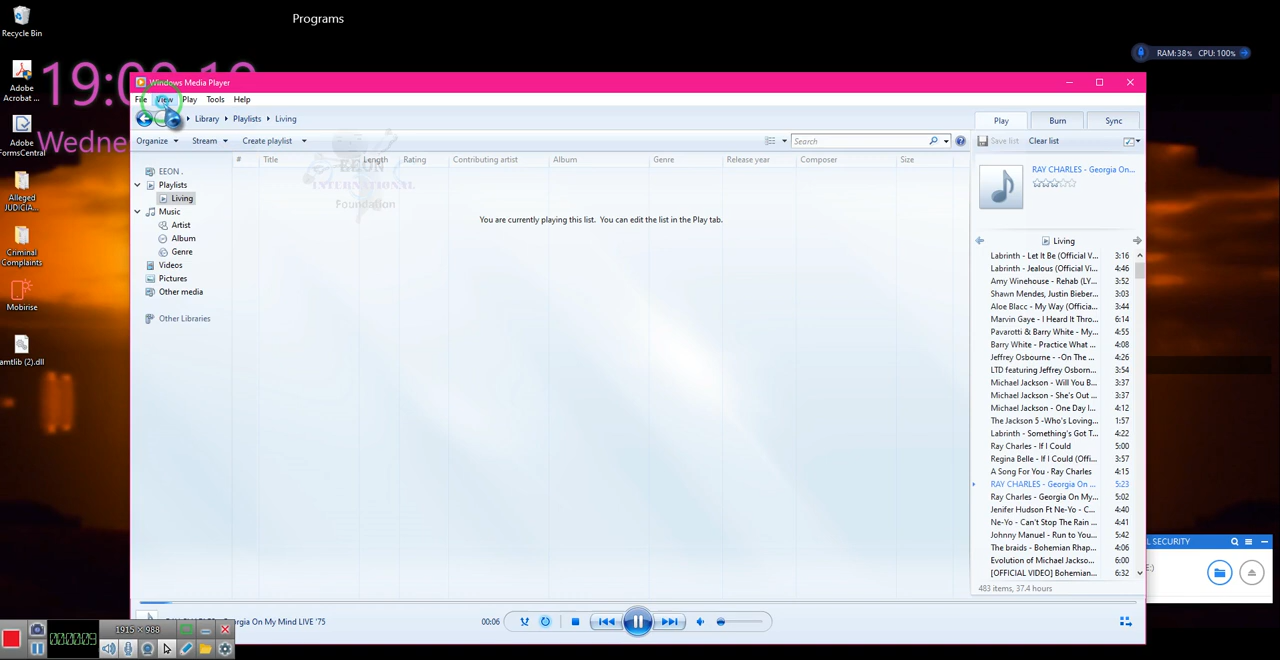 Recycle Bin
Programs
RAM:38% CPU:100%
Adobe
Acrobat ...
Adobe
FormsCentral
Alleged
JUDICIA...
Criminal
Complaints
Mobirise
amtlib (2).dll
Windows Media Player
File View Play Tools Help
Library Playlists Living
Play Burn Sync
Organize Stream Create playlist Search
Save list Clear list
# Title Length Rating Contributing artist Album Genre Release year Composer Size
EEON
INTERNATIONAL
Foundation
EEON .
Playlists
Living
Music
Artist
Album
Genre
Videos
Pictures
Other media
Other Libraries
You are currently playing this list. You can edit the list in the Play tab.
RAY CHARLES - Georgia On...
Living
Labrinth - Let It Be (Official V... 3:16
Labrinth - Jealous (Official Vi... 4:46
Amy Winehouse - Rehab (LY... 3:52
Shawn Mendes, Justin Bieber... 3:03
Aloe Blacc - My Way (Officia... 3:44
Marvin Gaye - I Heard It Thro... 6:14
Pavarotti & Barry White - My... 4:55
Barry White - Practice What ... 4:08
Jeffrey Osbourne - -On The ... 4:26
LTD featuring Jeffrey Osborn... 3:54
Michael Jackson - Will You B... 3:37
Michael Jackson - She's Out ... 3:37
Michael Jackson - One Day I... 4:12
The Jackson 5 -Who's Loving... 1:57
Labrinth - Something's Got T... 4:22
Ray Charles - If I Could 5:00
Regina Belle - If I Could (Offi... 3:57
A Song For You - Ray Charles 4:15
RAY CHARLES - Georgia On ... 5:23
Ray Charles - Georgia On My... 5:02
Jenifer Hudson Ft Ne-Yo - C... 4:40
Ne-Yo - Can't Stop The Rain ... 4:41
Johnny Manuel - Run to You... 5:42
The braids - Bohemian Rhap... 4:06
Evolution of Michael Jackso... 6:00
[OFFICIAL VIDEO] Bohemian... 6:32
483 items, 37.4 hours
SECURITY
Georgia On My Mind LIVE '75
00:06
1915 × 988